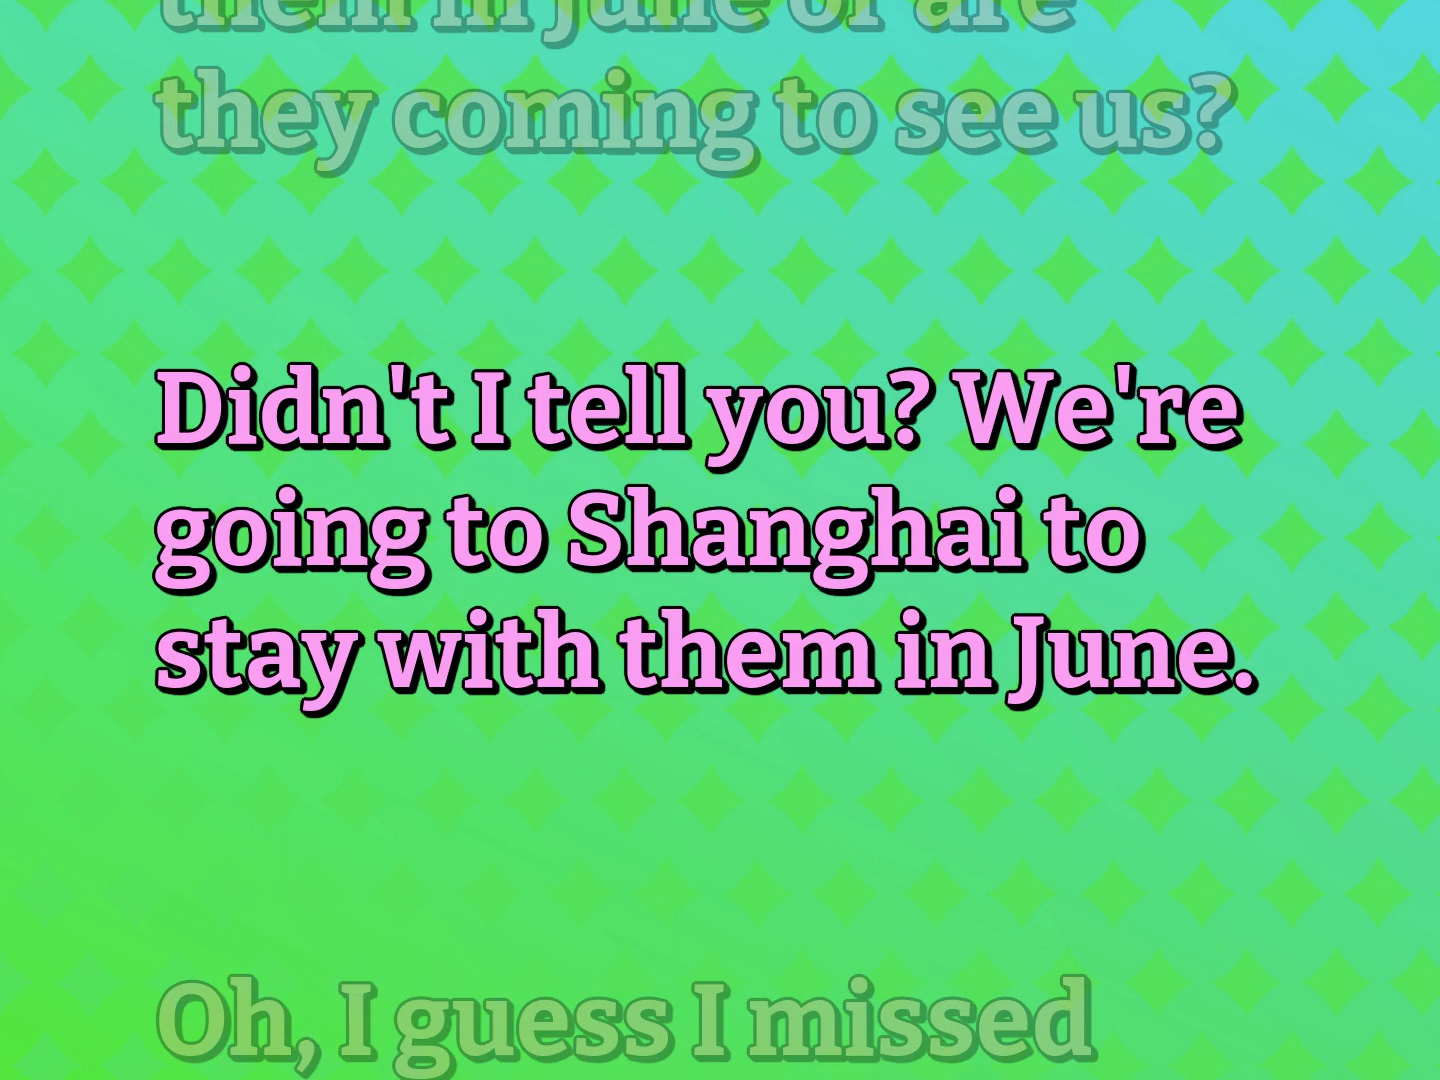 them in June or are
they coming to see us?
Didn't I tell you? We're
going to Shanghai to
stay with them in June.
Oh, I guess I missed